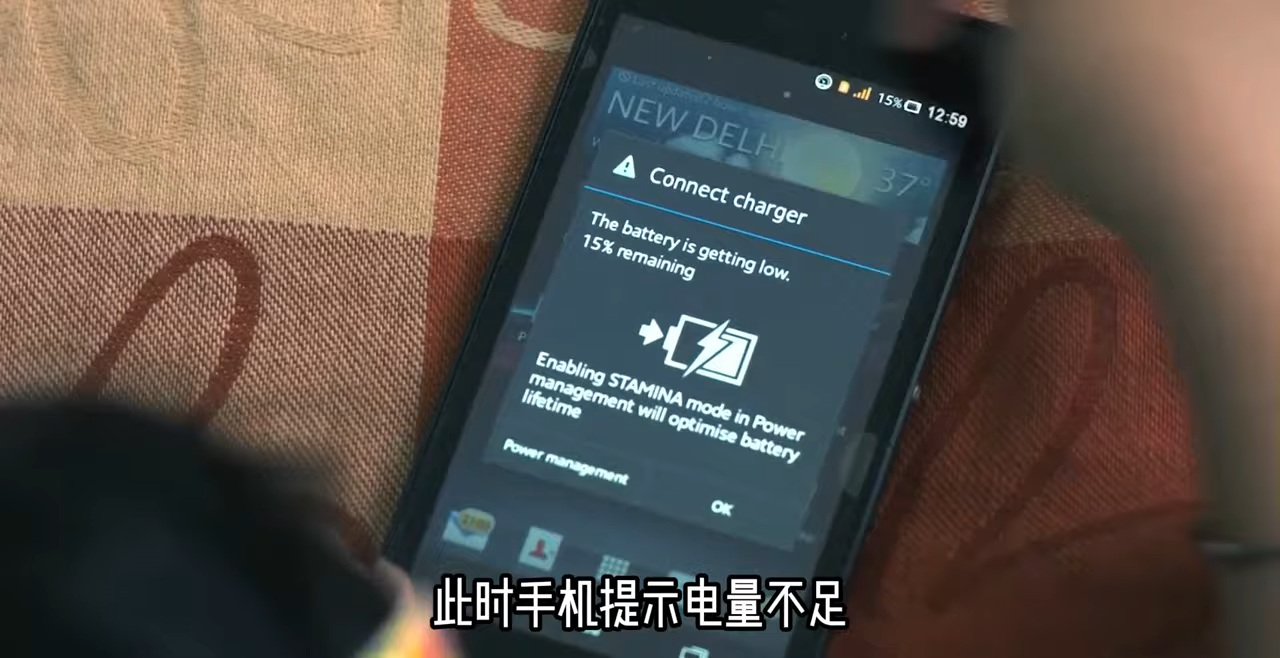 15% 12:59
NEW DELHI
37°
Connect charger
The battery is getting low.
15% remaining
Enabling STAMINA mode in Power
management will optimise battery
lifetime
Power management
OK
此时手机提示电量不足